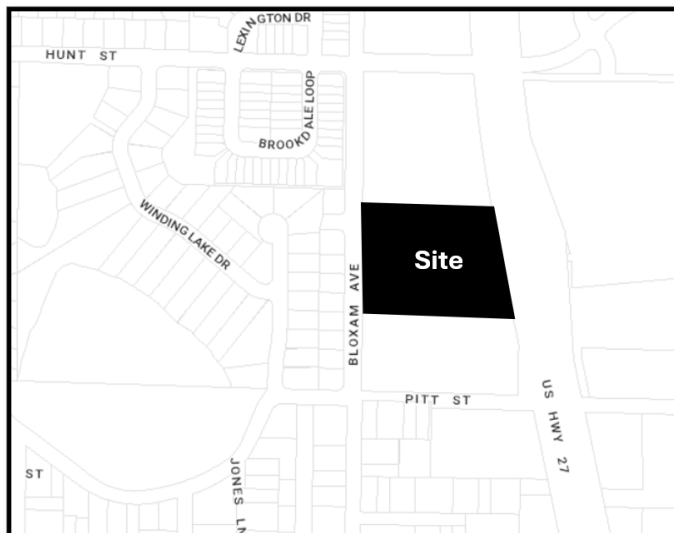 LEXINGTON DR
HUNT ST
BROOKDALE LOOP
WINDING LAKE DR
Site
BLOXAM AVE
PITT ST
US HWY 27
ST
JONES LN